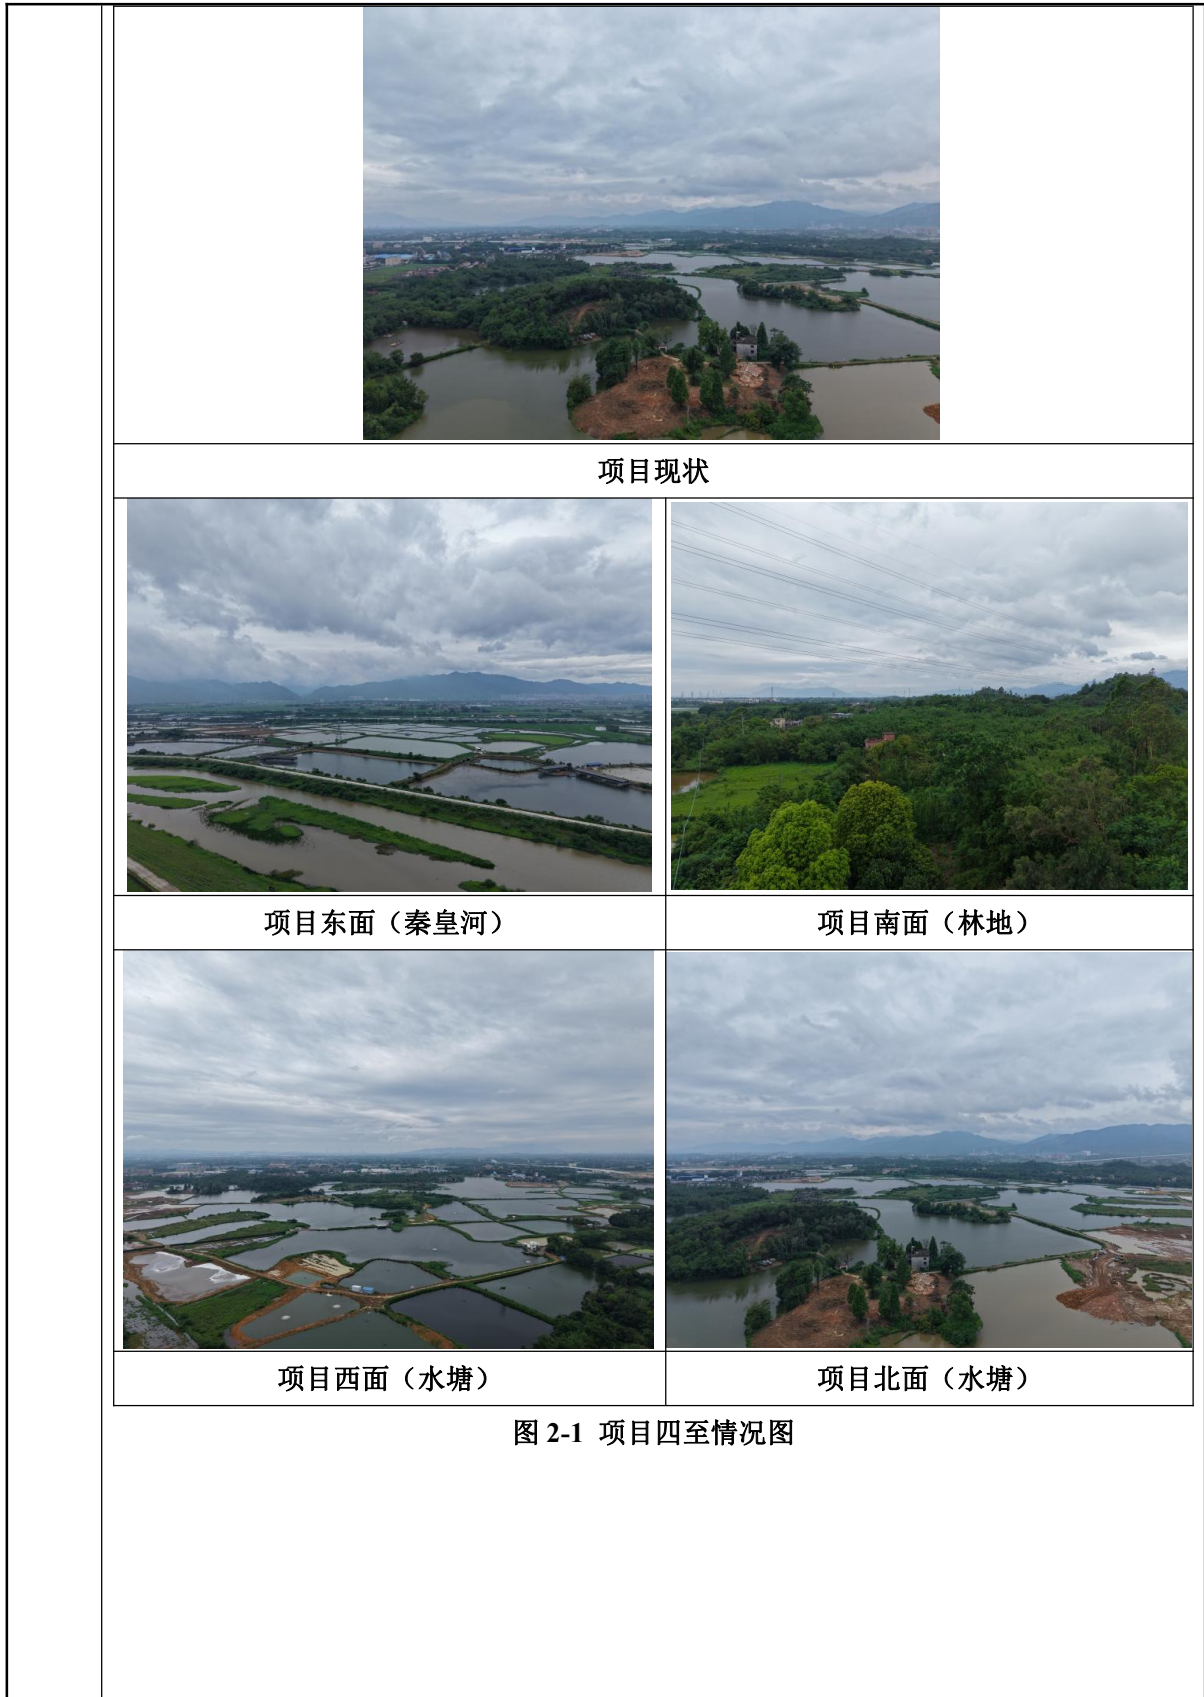 项目现状
项目东面（秦皇河）
项目南面（林地）
项目西面（水塘）
项目北面（水塘）
图 2-1 项目四至情况图